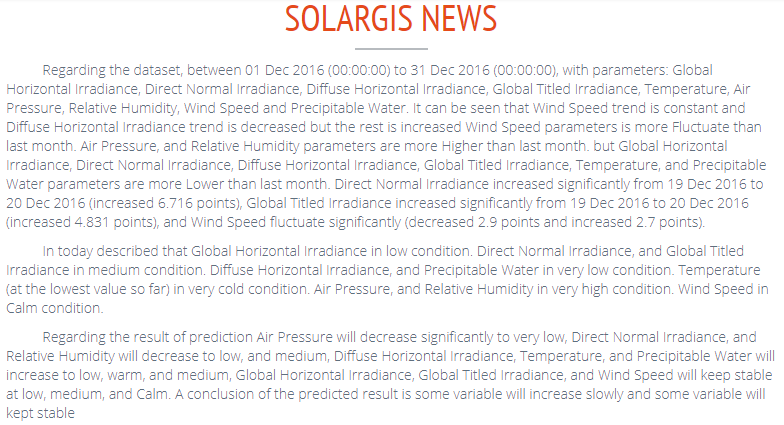 SOLARGIS NEWS
Regarding the dataset, between 01 Dec 2016 (00:00:00) to 31 Dec 2016 (00:00:00), with parameters: Global
Horizontal Irradiance, Direct Normal Irradiance, Diffuse Horizontal Irradiance, Global Titled Irradiance, Temperature, Air
Pressure, Relative Humidity, Wind Speed and Precipitable Water. It can be seen that Wind Speed trend is constant and
Diffuse Horizontal Irradiance trend is decreased but the rest is increased Wind Speed parameters is more Fluctuate than
last month. Air Pressure, and Relative Humidity parameters are more Higher than last month. but Global Horizontal
Irradiance, Direct Normal Irradiance, Diffuse Horizontal Irradiance, Global Titled Irradiance, Temperature, and Precipitable
Water parameters are more Lower than last month. Direct Normal Irradiance increased significantly from 19 Dec 2016 to
20 Dec 2016 (increased 6.716 points), Global Titled Irradiance increased significantly from 19 Dec 2016 to 20 Dec 2016
(increased 4.831 points), and Wind Speed fluctuate significantly (decreased 2.9 points and increased 2.7 points).
In today described that Global Horizontal Irradiance in low condition. Direct Normal Irradiance, and Global Titled
Irradiance in medium condition. Diffuse Horizontal Irradiance, and Precipitable Water in very low condition. Temperature
(at the lowest value so far) in very cold condition. Air Pressure, and Relative Humidity in very high condition. Wind Speed in
Calm condition.
Regarding the result of prediction Air Pressure will decrease significantly to very low, Direct Normal Irradiance, and
Relative Humidity will decrease to low, and medium, Diffuse Horizontal Irradiance, Temperature, and Precipitable Water will
increase to low, warm, and medium, Global Horizontal Irradiance, Global Titled Irradiance, and Wind Speed will keep stable
at low, medium, and Calm. A conclusion of the predicted result is some variable will increase slowly and some variable will
kept stable